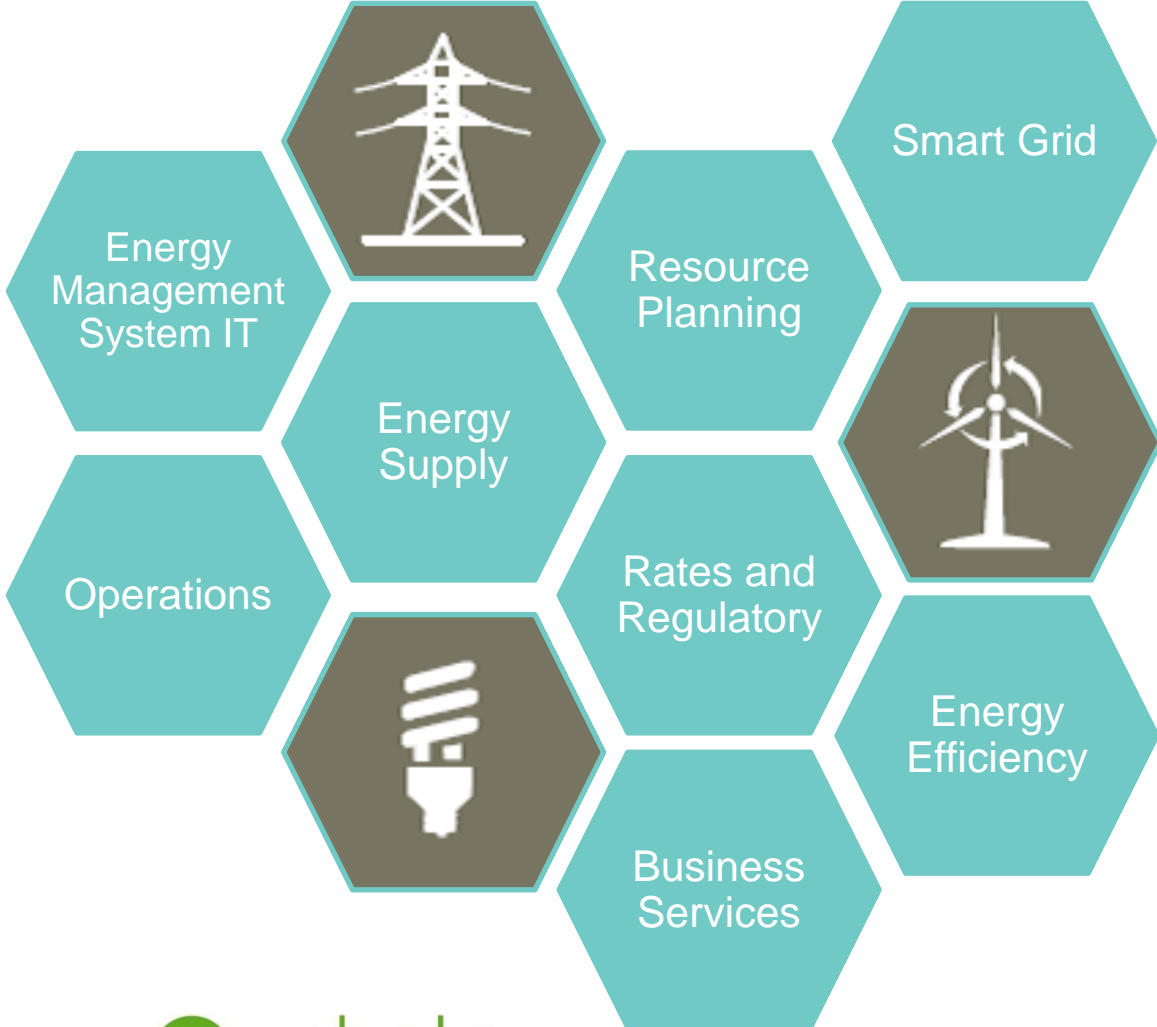 Smart Grid
Energy
Management
System IT
Resource
Planning
Energy
Supply
Operations
Rates and
Regulatory
Energy
Efficiency
Business
Services